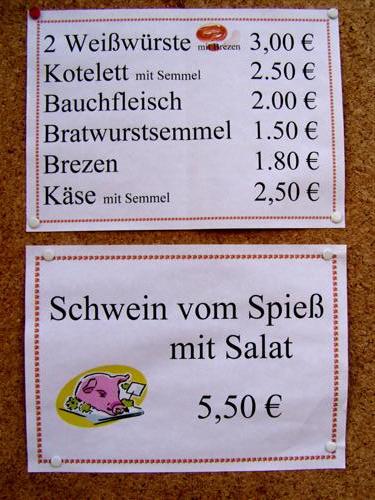 2 Weißwürste mit Brezen 3,00 €
Kotelett mit Semmel 2.50 €
Bauchfleisch 2.00 €
Bratwurstsemmel 1.50 €
Brezen 1.80 €
Käse mit Semmel 2,50 €
Schwein vom Spieß
mit Salat
5,50 €